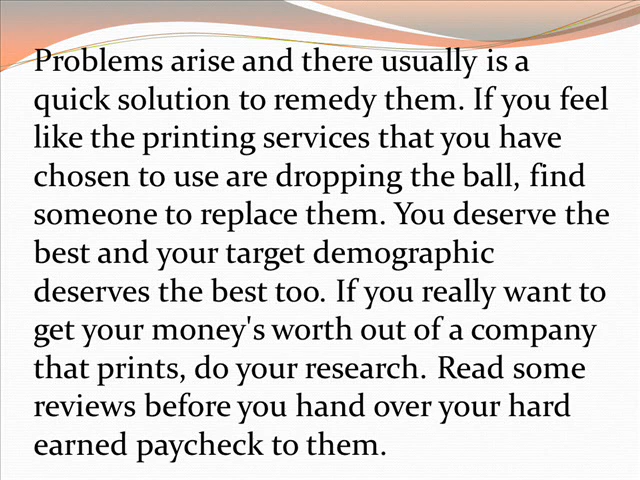 Problems arise and there usually is a
quick solution to remedy them. If you feel
like the printing services that you have
chosen to use are dropping the ball, find
someone to replace them. You deserve the
best and your target demographic
deserves the best too. If you really want to
get your money's worth out of a company
that prints, do your research. Read some
reviews before you hand over your hard
earned paycheck to them.